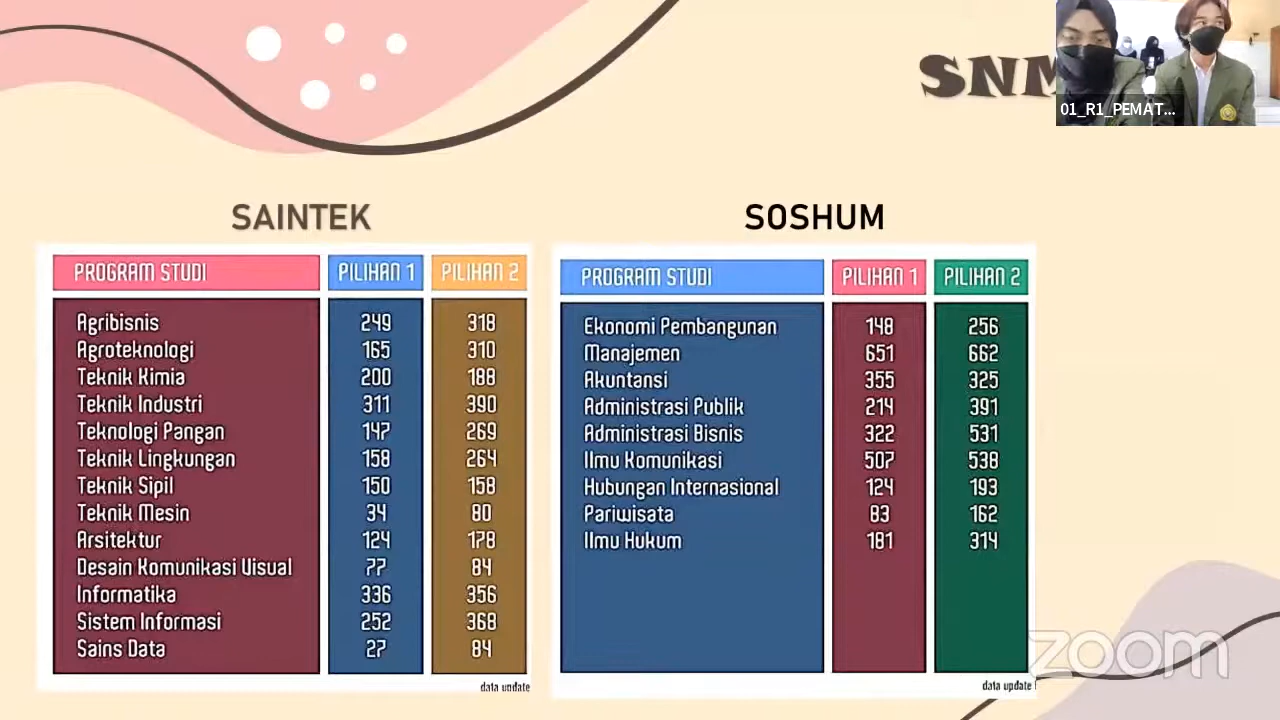 SNM
01_R1_PEMAT...
SAINTEK
PROGRAM STUDI PILIHAN 1 PILIHAN 2
Agribisnis 249 318
Agroteknologi 165 310
Teknik Kimia 200 188
Teknik Industri 311 390
Teknologi Pangan 147 269
Teknik Lingkungan 158 264
Teknik Sipil 150 158
Teknik Mesin 34 80
Arsitektur 124 178
Desain Komunikasi Visual 77 84
Informatika 336 356
Sistem Informasi 252 368
Sains Data 27 84
data update
SOSHUM
PROGRAM STUDI PILIHAN 1 PILIHAN 2
Ekonomi Pembangunan 148 256
Manajemen 651 662
Akuntansi 355 325
Administrasi Publik 214 391
Administrasi Bisnis 322 531
Ilmu Komunikasi 507 538
Hubungan Internasional 124 193
Pariwisata 83 162
Ilmu Hukum 181 314
data update
zoom